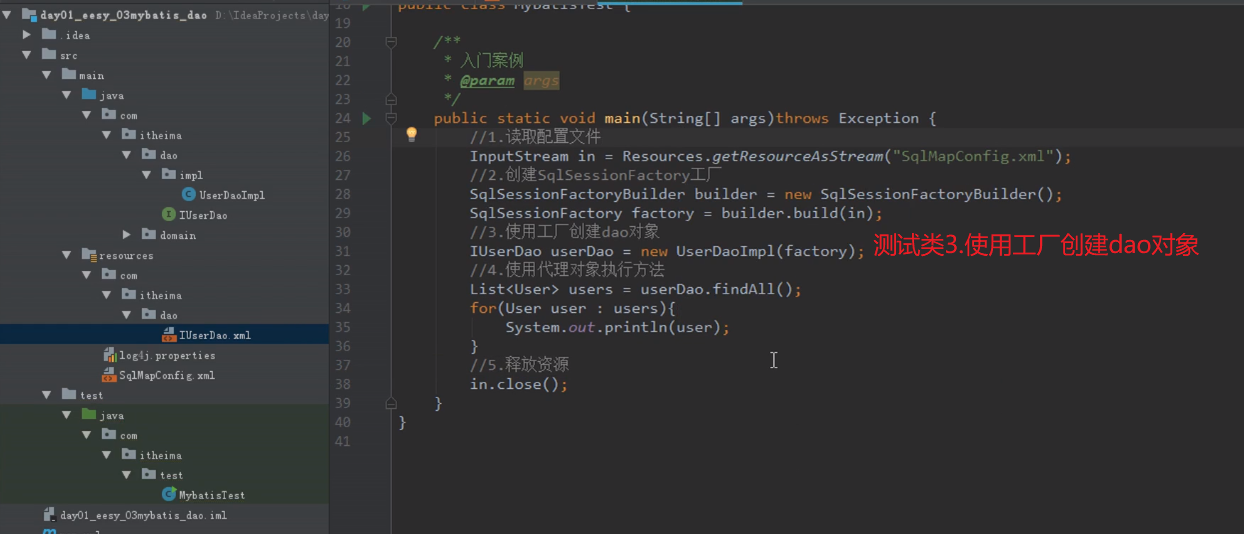 day01_eesy_03mybatis_dao D:\IdeaProjects\day
.idea
src
main
java
com
itheima
dao
impl
UserDaoImpl
IUserDao
domain
resources
com
itheima
dao
IUserDao.xml
log4j.properties
SqlMapConfig.xml
test
java
com
itheima
test
MybatisTest
day01_eesy_03mybatis_dao.iml
18 public class MybatisTest {
19
20 /**
21 * 入门案例
22 * @param args
23 */
24 public static void main(String[] args)throws Exception {
25 //1.读取配置文件
26 InputStream in = Resources.getResourceAsStream("SqlMapConfig.xml");
27 //2.创建SqlSessionFactory工厂
28 SqlSessionFactoryBuilder builder = new SqlSessionFactoryBuilder();
29 SqlSessionFactory factory = builder.build(in);
30 //3.使用工厂创建dao对象
31 IUserDao userDao = new UserDaoImpl(factory); 测试类3.使用工厂创建dao对象
32 //4.使用代理对象执行方法
33 List<User> users = userDao.findAll();
34 for(User user : users){
35 System.out.println(user);
36 }
37 //5.释放资源
38 in.close();
39 }
40 }
41